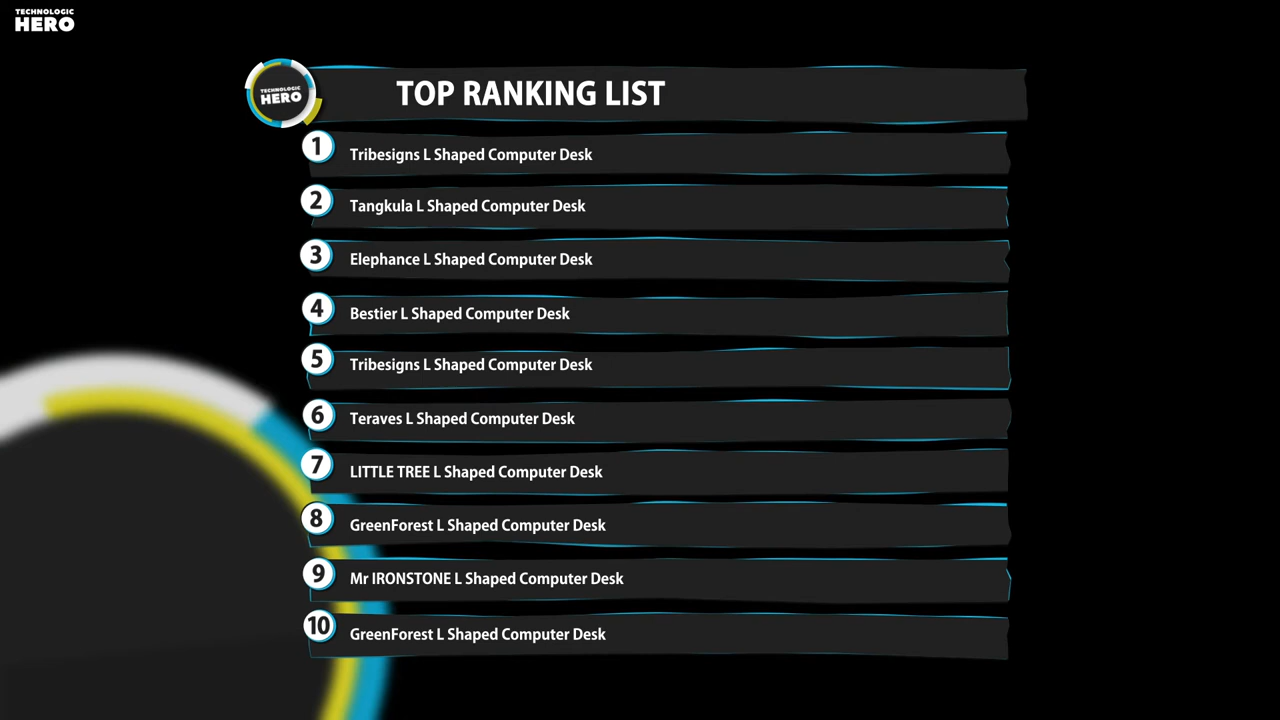 TECHNOLOGIC
HERO
TECHNOLOGIC
HERO
TOP RANKING LIST
1
Tribesigns L Shaped Computer Desk
2
Tangkula L Shaped Computer Desk
3
Elephance L Shaped Computer Desk
4
Bestier L Shaped Computer Desk
5
Tribesigns L Shaped Computer Desk
6
Teraves L Shaped Computer Desk
7
LITTLE TREE L Shaped Computer Desk
8
GreenForest L Shaped Computer Desk
9
Mr IRONSTONE L Shaped Computer Desk
10
GreenForest L Shaped Computer Desk